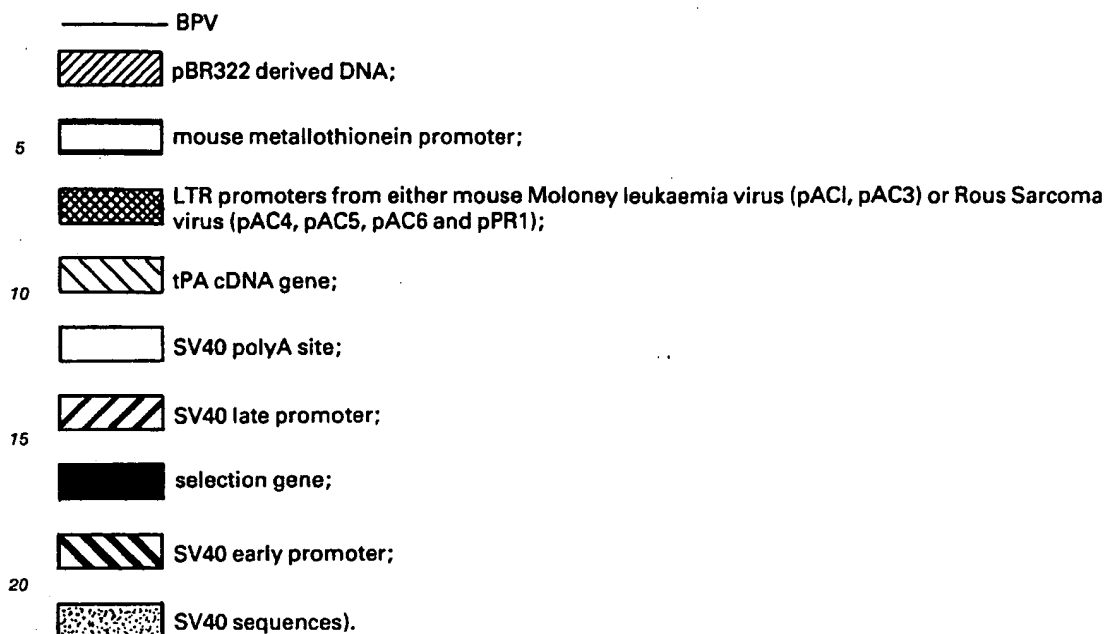 BPV
pBR322 derived DNA;
5 mouse metallothionein promoter;
LTR promoters from either mouse Moloney leukaemia virus (pACl, pAC3) or Rous Sarcoma
virus (pAC4, pAC5, pAC6 and pPR1);
tPA cDNA gene;
10
SV40 polyA site;
SV40 late promoter;
15
selection gene;
SV40 early promoter;
20
SV40 sequences).